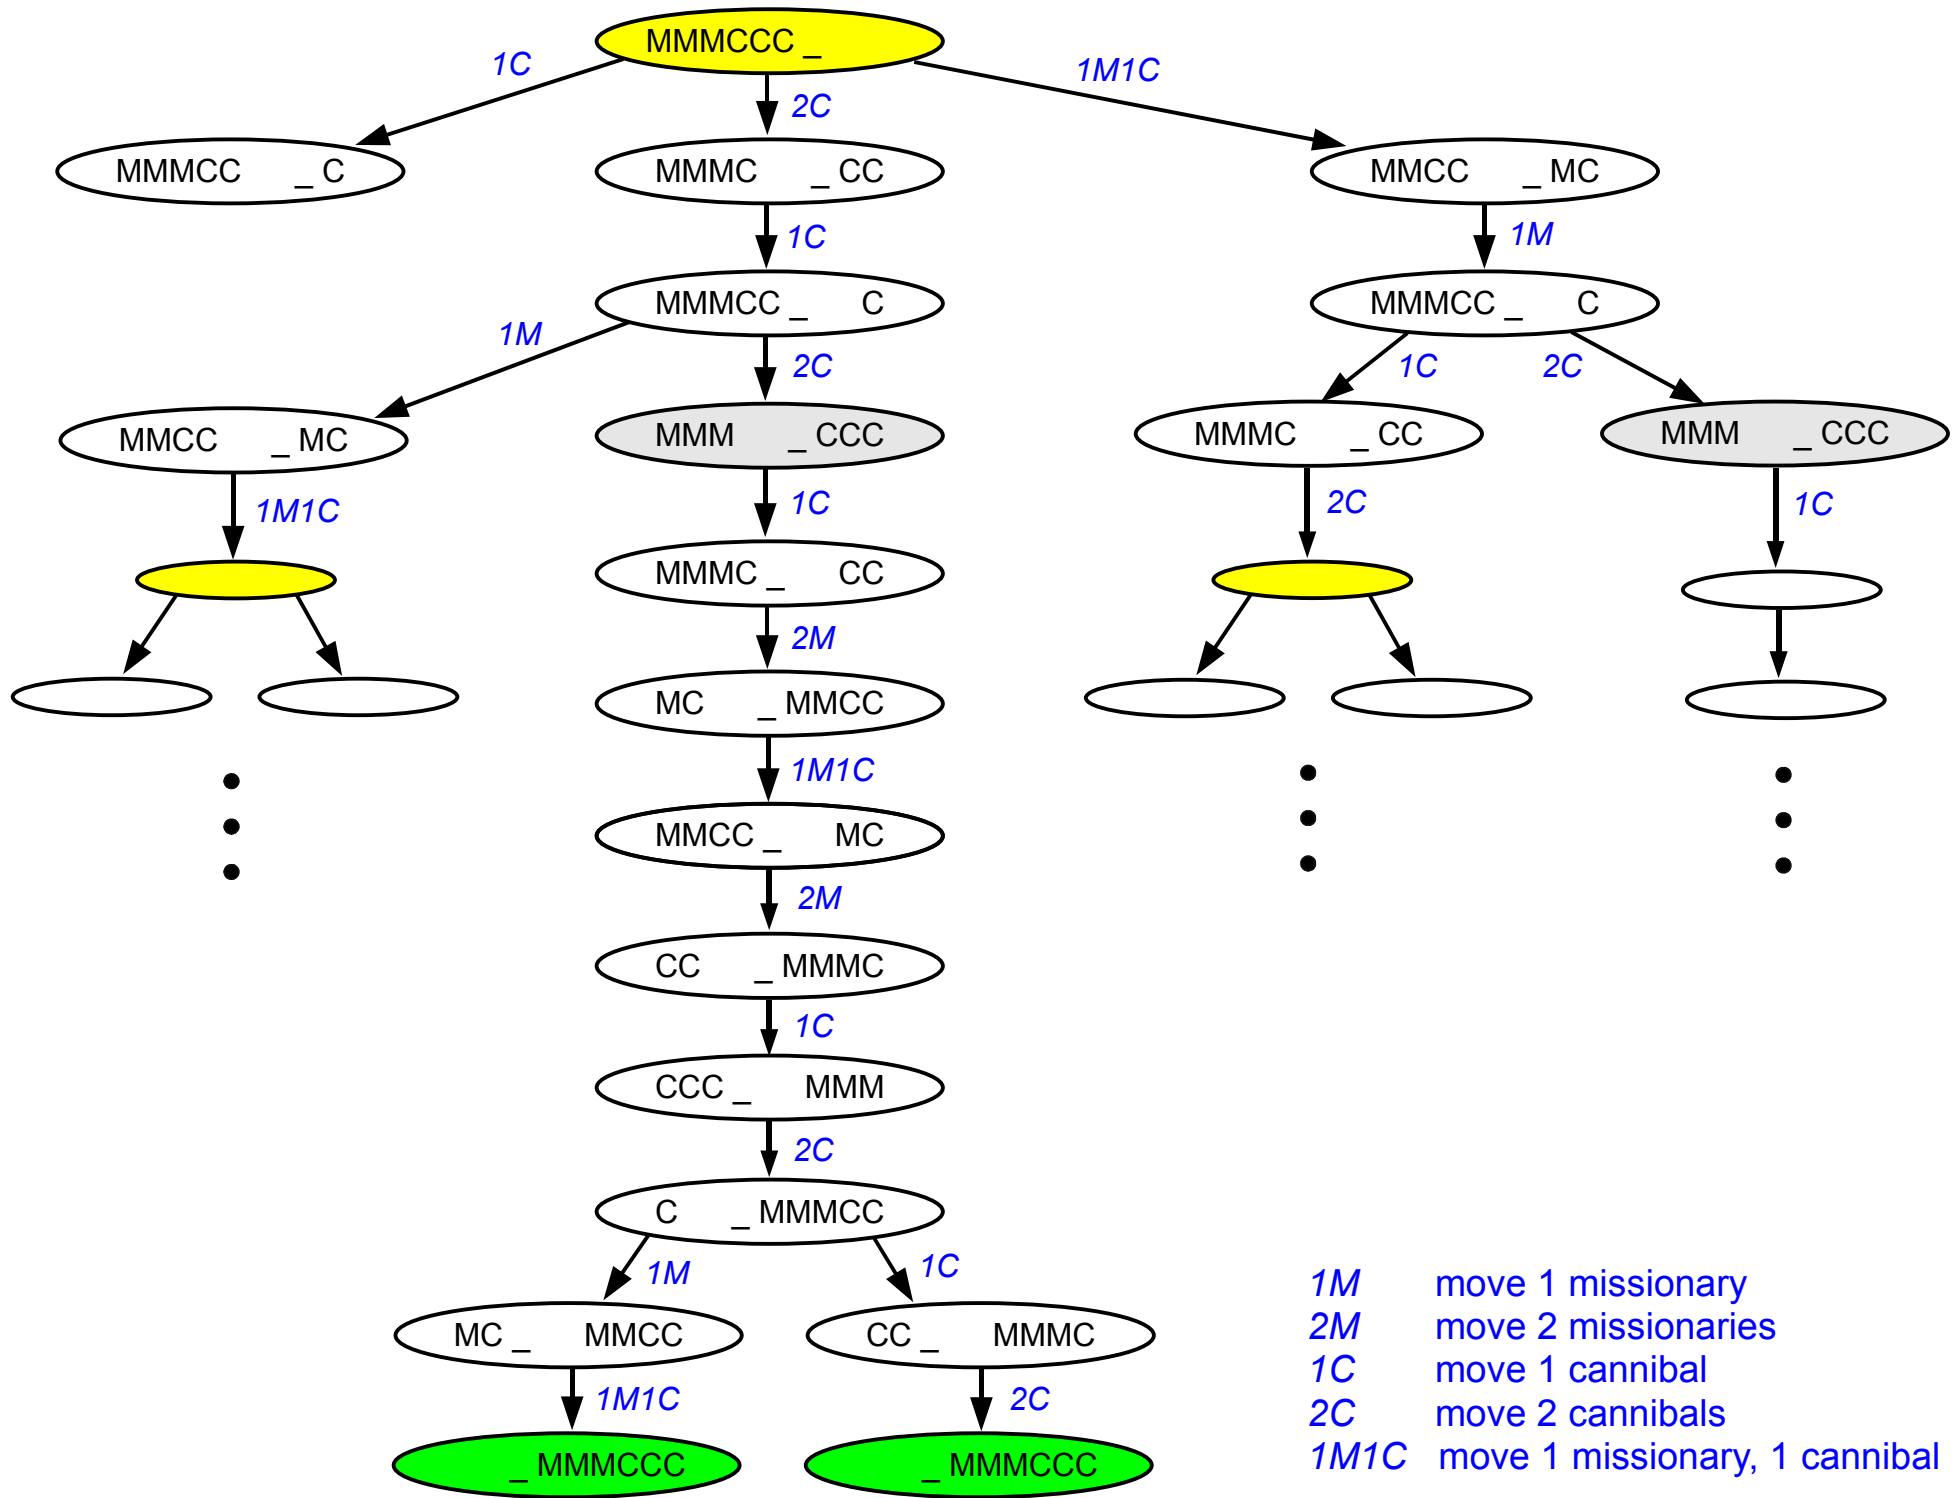 MMMCCC _
1C
2C
1M1C
MMMCC _ C
MMMC _ CC
MMCC _ MC
1C
1M
MMMCC _ C
MMMCC _ C
1M
2C
1C
2C
MMCC _ MC
MMM _ CCC
MMMC _ CC
MMM _ CCC
1M1C
1C
2C
1C
MMMC _ CC
2M
MC _ MMCC
1M1C
MMCC _ MC
2M
CC _ MMMC
1C
CCC _ MMM
2C
C _ MMMCC
1M
1C
MC _ MMCC
CC _ MMMC
1M1C
2C
_ MMMCCC
_ MMMCCC
1M move 1 missionary
2M move 2 missionaries
1C move 1 cannibal
2C move 2 cannibals
1M1C move 1 missionary, 1 cannibal